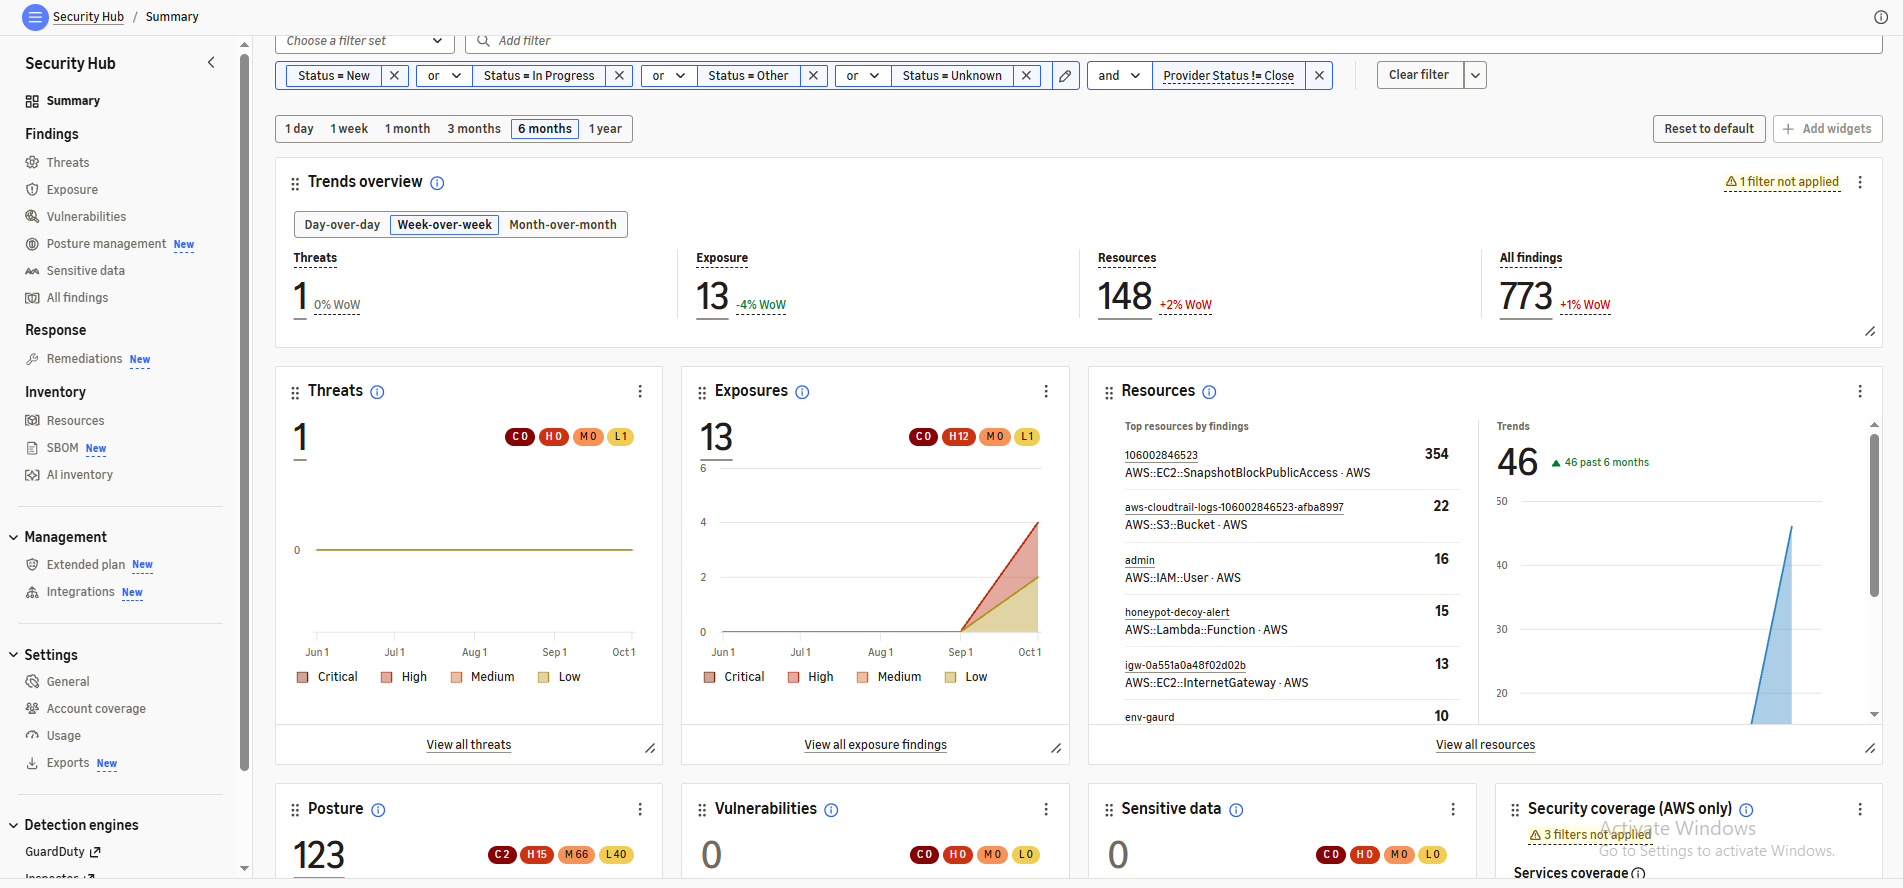 Security Hub / Summary
Security Hub
Summary
Findings
Threats
Exposure
Vulnerabilities
Posture management New
Sensitive data
All findings
Response
Remediations New
Inventory
Resources
SBOM New
AI inventory
Management
Extended plan New
Integrations New
Settings
General
Account coverage
Usage
Exports New
Detection engines
GuardDuty
Inspector
Choose a filter set
Add filter
Status = New or Status = In Progress or Status = Other or Status = Unknown and Provider Status != Close Clear filter
1 day 1 week 1 month 3 months 6 months 1 year
Reset to default Add widgets
Trends overview
1 filter not applied
Day-over-day Week-over-week Month-over-month
Threats
1 0% WoW
Exposure
13 -4% WoW
Resources
148 +2% WoW
All findings
773 +1% WoW
Threats
1
C 0 H 0 M 0 L 1
0
Jun 1 Jul 1 Aug 1 Sep 1 Oct 1
Critical High Medium Low
View all threats
Exposures
13
C 0 H 12 M 0 L 1
6
4
2
0
Jun 1 Jul 1 Aug 1 Sep 1 Oct 1
Critical High Medium Low
View all exposure findings
Resources
Top resources by findings
106002846523 354
AWS::EC2::SnapshotBlockPublicAccess · AWS
aws-cloudtrail-logs-106002846523-afba8997 22
AWS::S3::Bucket · AWS
admin 16
AWS::IAM::User · AWS
honeypot-decoy-alert 15
AWS::Lambda::Function · AWS
igw-0a551a0a48f02d02b 13
AWS::EC2::InternetGateway · AWS
env-gaurd 10
Trends
46 46 past 6 months
50
40
30
20
View all resources
Posture
123
C 2 H 15 M 66 L 40
Vulnerabilities
0
C 0 H 0 M 0 L 0
Sensitive data
0
C 0 H 0 M 0 L 0
Security coverage (AWS only)
3 filters not applied
Services coverage
Activate Windows
Go to Settings to activate Windows.